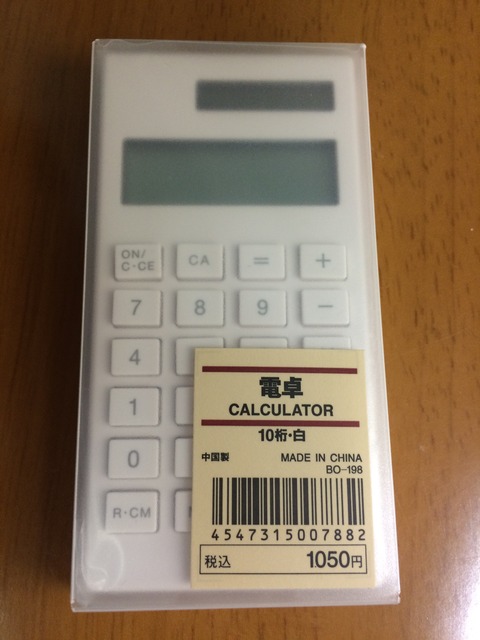 ON/
C·CE CA = +
7 8 9 −
4
1
0
R·CM
電卓
CALCULATOR
10桁・白
中国製 MADE IN CHINA
BO-198
4547315007882
税込 1050円